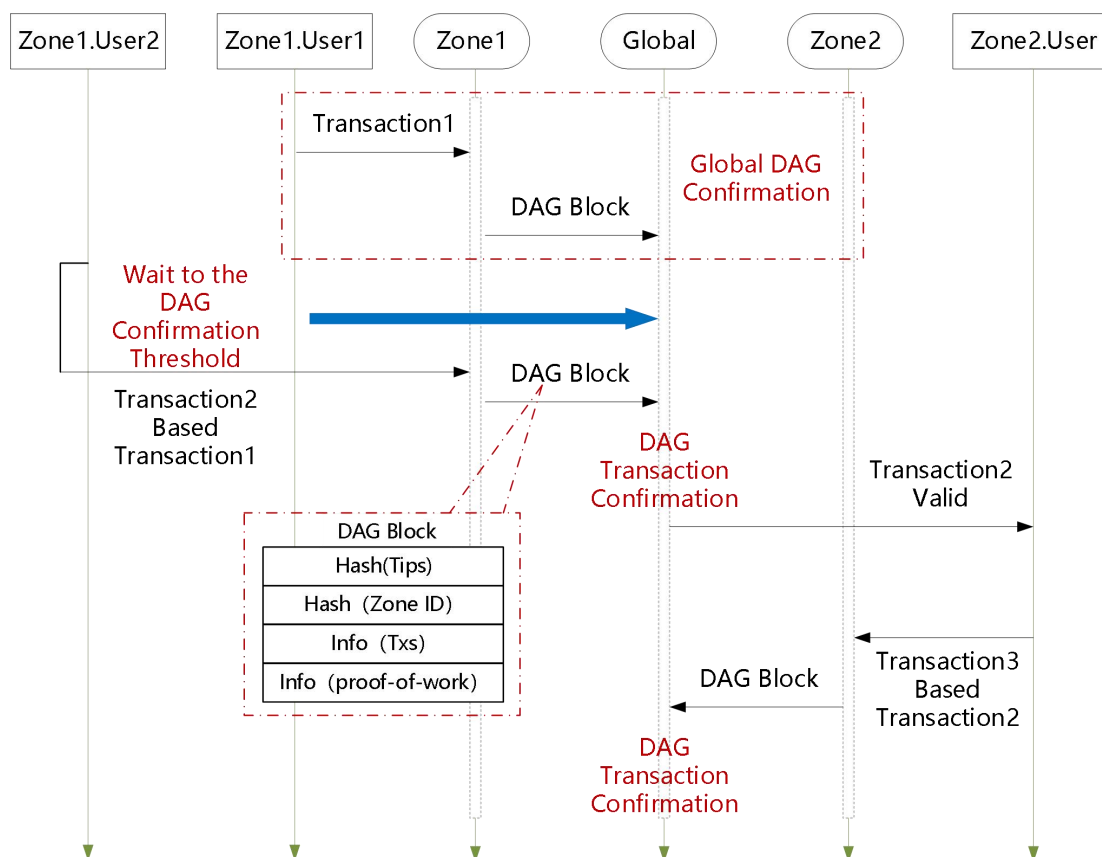 Zone1.User2
Zone1.User1
Zone1
Global
Zone2
Zone2.User
Transaction1
Global DAG
Confirmation
DAG Block
Wait to the
DAG
Confirmation
Threshold
DAG Block
Transaction2
Based
Transaction1
DAG
Transaction
Confirmation
Transaction2
Valid
DAG Block
Hash(Tips)
Hash（Zone ID）
Info（Txs）
Info（proof-of-work）
Transaction3
Based
Transaction2
DAG Block
DAG
Transaction
Confirmation